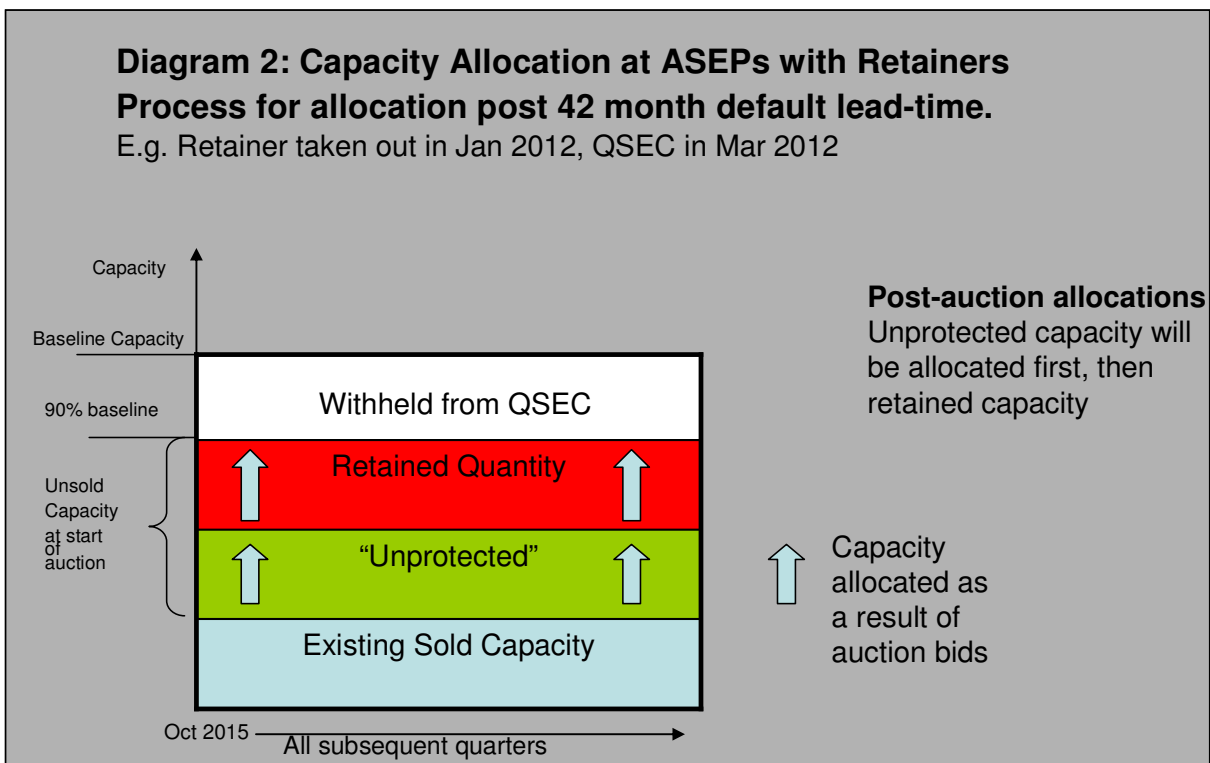 Diagram 2: Capacity Allocation at ASEPs with Retainers
Process for allocation post 42 month default lead-time.
E.g. Retainer taken out in Jan 2012, QSEC in Mar 2012
Capacity
Baseline Capacity
90% baseline
Unsold
Capacity
at start
of
auction
Withheld from QSEC
Retained Quantity
“Unprotected”
Existing Sold Capacity
Oct 2015
All subsequent quarters
Post-auction allocations
Unprotected capacity will
be allocated first, then
retained capacity
Capacity
allocated as
a result of
auction bids